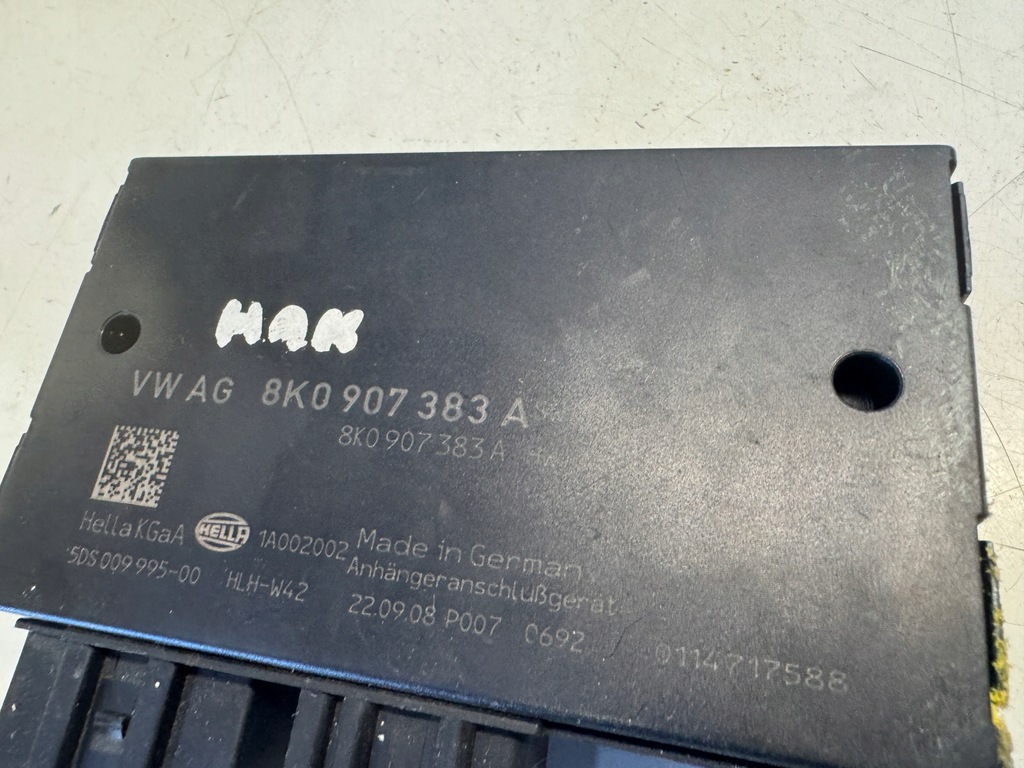 HAK
VW AG 8K0 907 383 A
8K0 907 383 A
Hella KGaA HELLA 1A002002 Made in German
5DS 009 995-00 HLH-W42 Anhängeranschlußgerät
22.09.08 P007 0692 0114717588